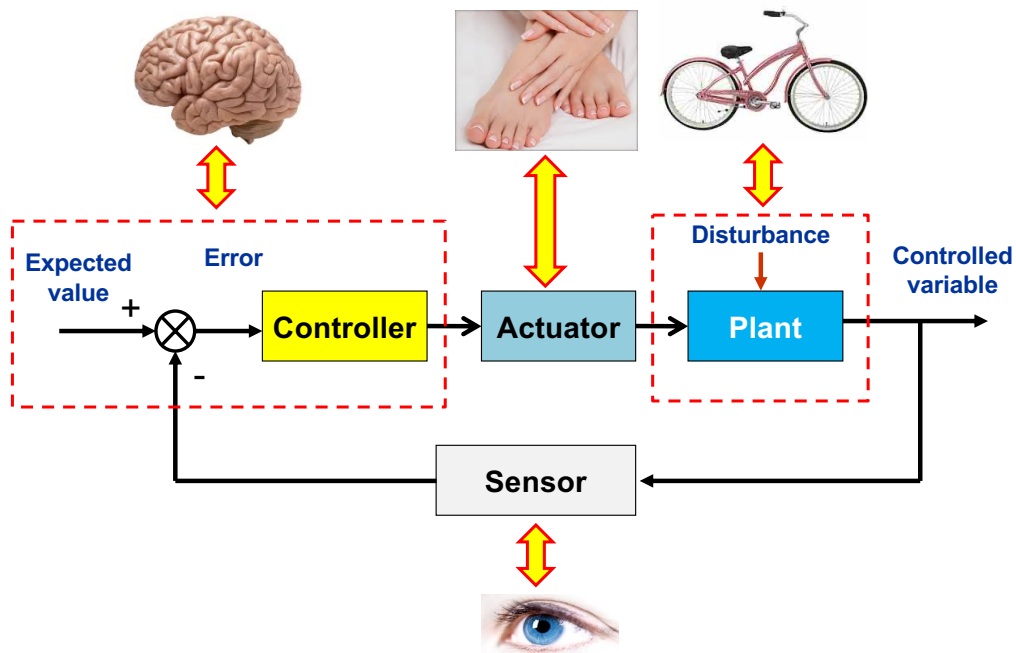 Disturbance
Expected
value
Error
Controlled
variable
+
Controller
Actuator
Plant
-
Sensor